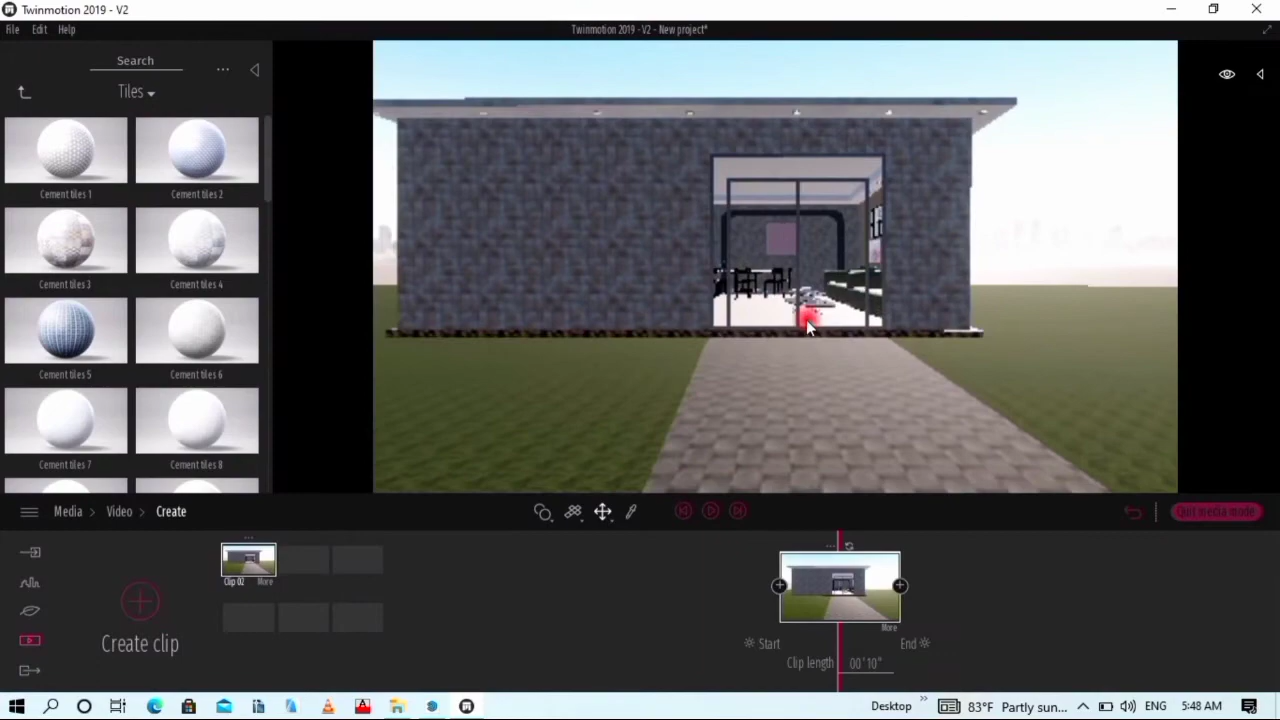 Twinmotion 2019 - V2
File Edit Help
Twinmotion 2019 - V2 - New project*
Search
Tiles
Cement tiles 1
Cement tiles 2
Cement tiles 3
Cement tiles 4
Cement tiles 5
Cement tiles 6
Cement tiles 7
Cement tiles 8
Media > Video > Create
Quit media mode
Clip 02 More
Create clip
More
Start End
Clip length 00'10"
Desktop 83°F Partly sun... ENG 5:48 AM